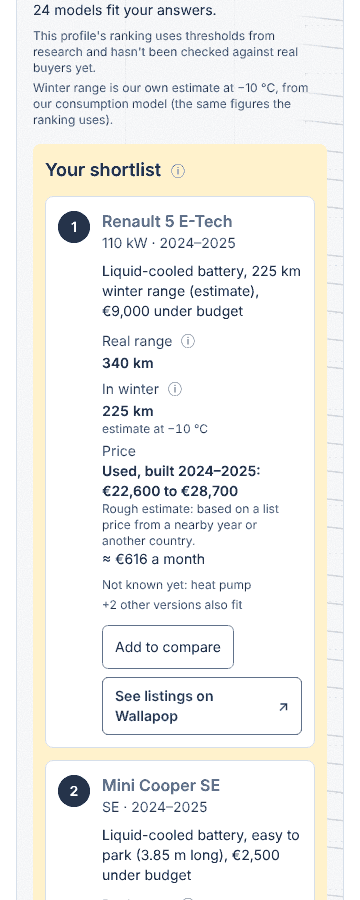 24 models fit your answers.
This profile's ranking uses thresholds from
research and hasn't been checked against real
buyers yet.
Winter range is our own estimate at −10 °C, from
our consumption model (the same figures the
ranking uses).
Your shortlist ⓘ
1
Renault 5 E-Tech
110 kW · 2024–2025
Liquid-cooled battery, 225 km
winter range (estimate),
€9,000 under budget
Real range ⓘ
340 km
In winter ⓘ
225 km
estimate at −10 °C
Price
Used, built 2024–2025:
€22,600 to €28,700
Rough estimate: based on a list
price from a nearby year or
another country.
≈ €616 a month
Not known yet: heat pump
+2 other versions also fit
Add to compare
See listings on
Wallapop ↗
2
Mini Cooper SE
SE · 2024–2025
Liquid-cooled battery, easy to
park (3.85 m long), €2,500
under budget